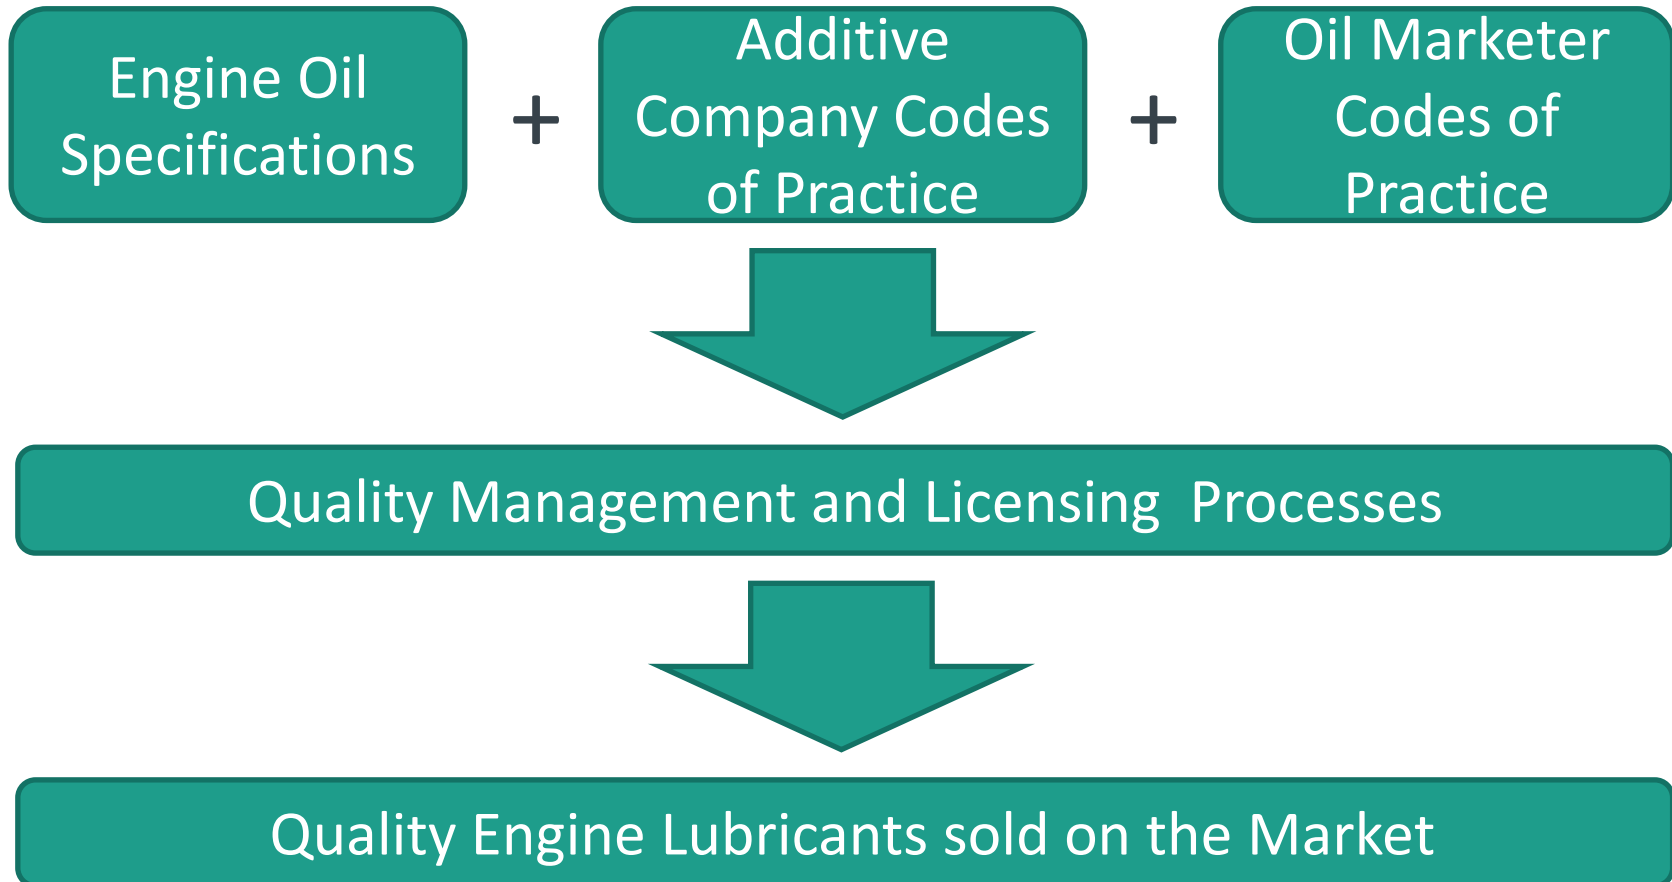 Engine Oil
Specifications
+
Additive
Company Codes
of Practice
+
Oil Marketer
Codes of
Practice
Quality Management and Licensing  Processes
Quality Engine Lubricants sold on the Market